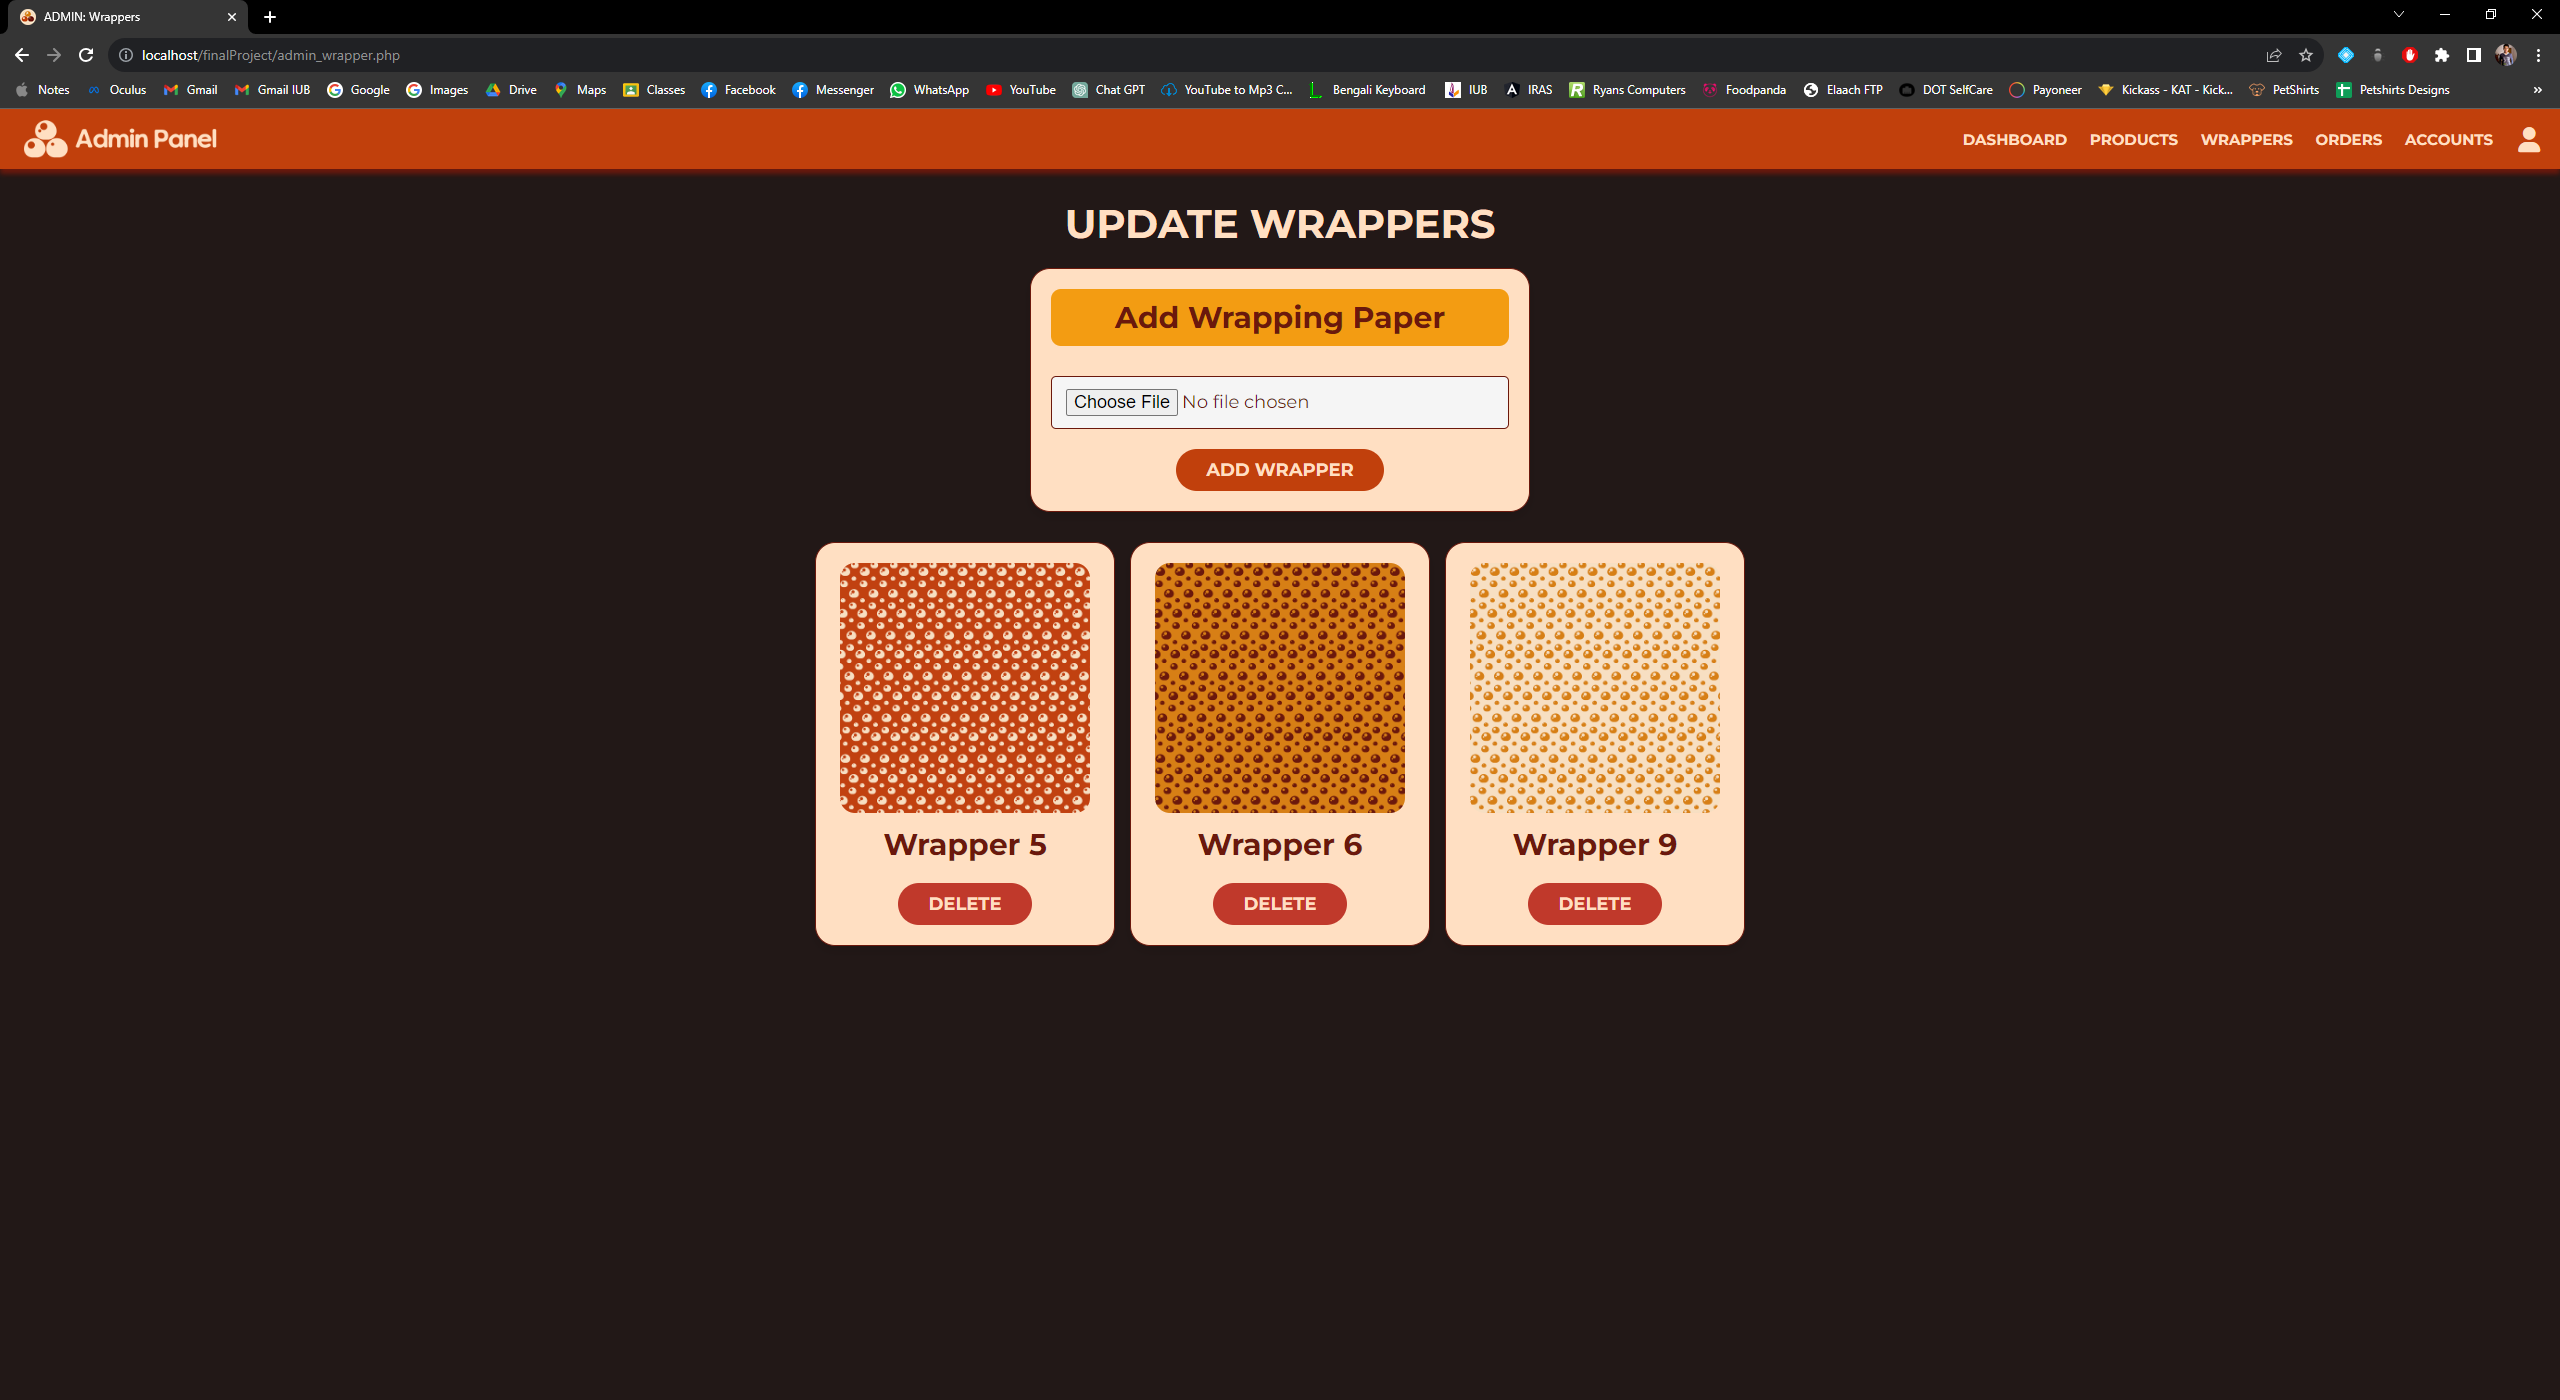 ADMIN: Wrappers
localhost/finalProject/admin_wrapper.php
Notes Oculus Gmail Gmail IUB Google Images Drive Maps Classes Facebook Messenger WhatsApp YouTube Chat GPT YouTube to Mp3 C... Bengali Keyboard IUB IRAS Ryans Computers Foodpanda Elaach FTP DOT SelfCare Payoneer Kickass - KAT - Kick... PetShirts Petshirts Designs »
Admin Panel DASHBOARD PRODUCTS WRAPPERS ORDERS ACCOUNTS
UPDATE WRAPPERS
Add Wrapping Paper
Choose File No file chosen
ADD WRAPPER
Wrapper 5 Wrapper 6 Wrapper 9
DELETE DELETE DELETE